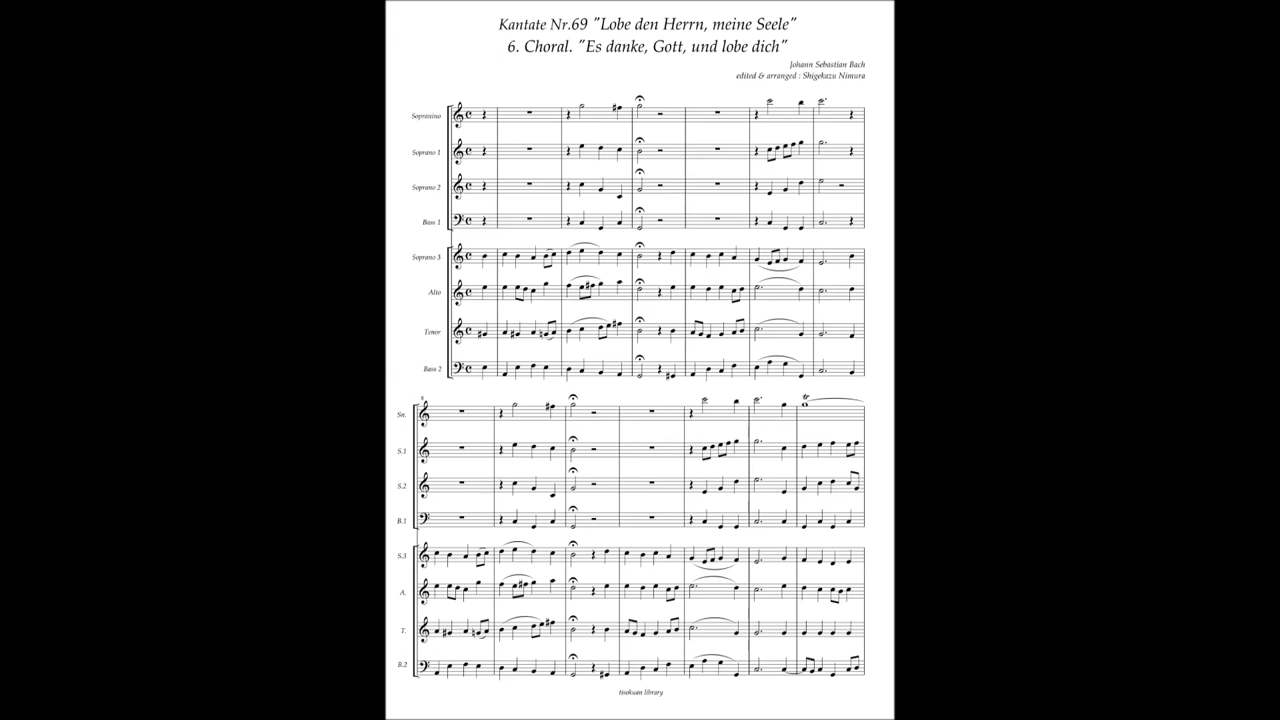 Kantate Nr.69 "Lobe den Herrn, meine Seele"
6. Choral. "Es danke, Gott, und lobe dich"
Johann Sebastian Bach
edited & arranged : Shigekazu Nimura
Sopranino
Soprano 1
Soprano 2
Bass 1
Soprano 3
Alto
Tenor
Bass 2
8
Sn.
S.1
S.2
B.1
S.3
A.
T.
B.2
tisokuan library